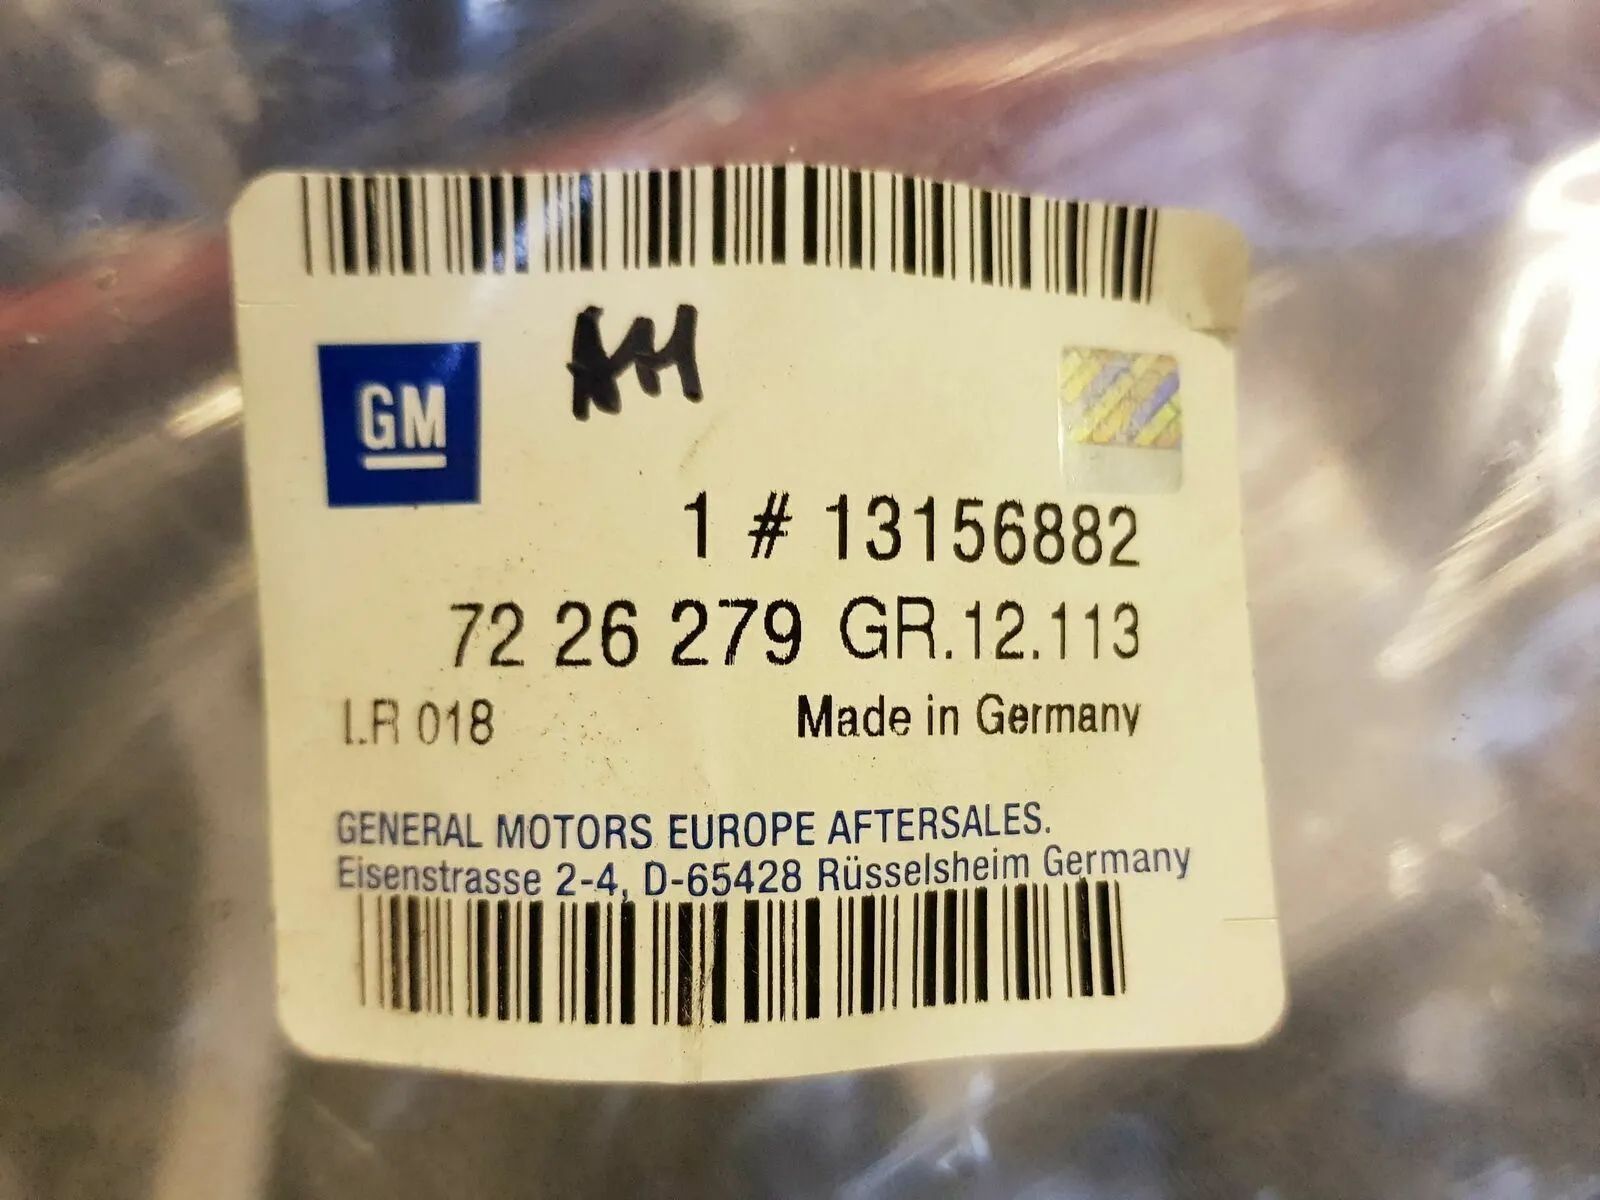 GM
1 # 13156882
72 26 279 GR.12.113
LR 018 Made in Germany
GENERAL MOTORS EUROPE AFTERSALES.
Eisenstrasse 2-4, D-65428 Rüsselsheim Germany